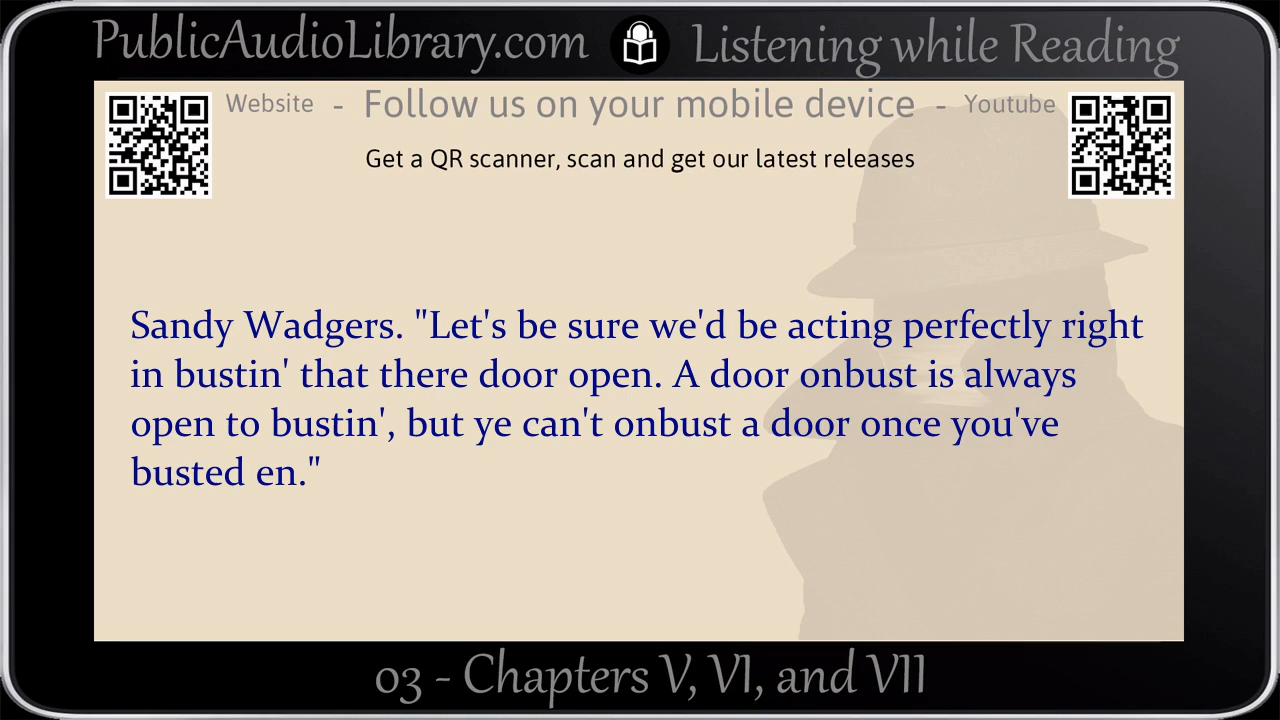 PublicAudioLibrary.com Listening while Reading
Website - Follow us on your mobile device - Youtube
Get a QR scanner, scan and get our latest releases
Sandy Wadgers. "Let's be sure we'd be acting perfectly right
in bustin' that there door open. A door onbust is always
open to bustin', but ye can't onbust a door once you've
busted en."
03 - Chapters V, VI, and VII